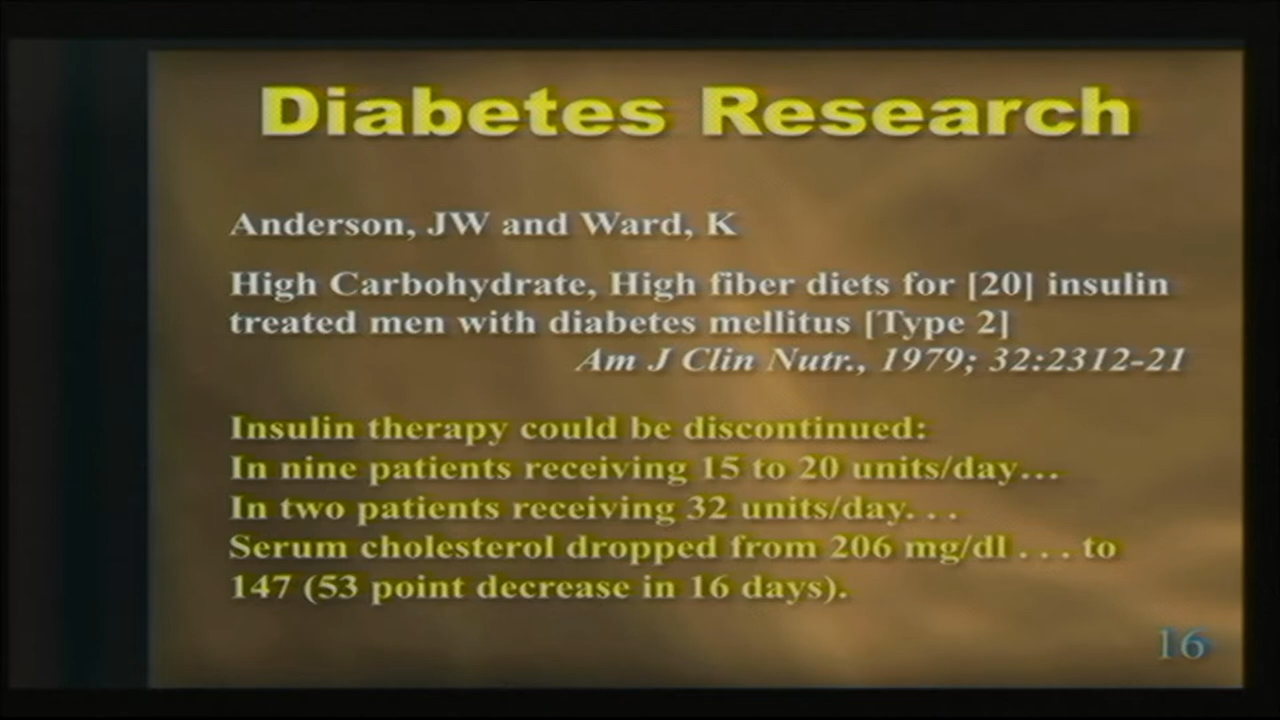 Diabetes Research
Anderson, JW and Ward, K
High Carbohydrate, High fiber diets for [20] insulin
treated men with diabetes mellitus [Type 2]
Am J Clin Nutr., 1979; 32:2312-21
Insulin therapy could be discontinued:
In nine patients receiving 15 to 20 units/day…
In two patients receiving 32 units/day. . .
Serum cholesterol dropped from 206 mg/dl . . . to
147 (53 point decrease in 16 days).
16